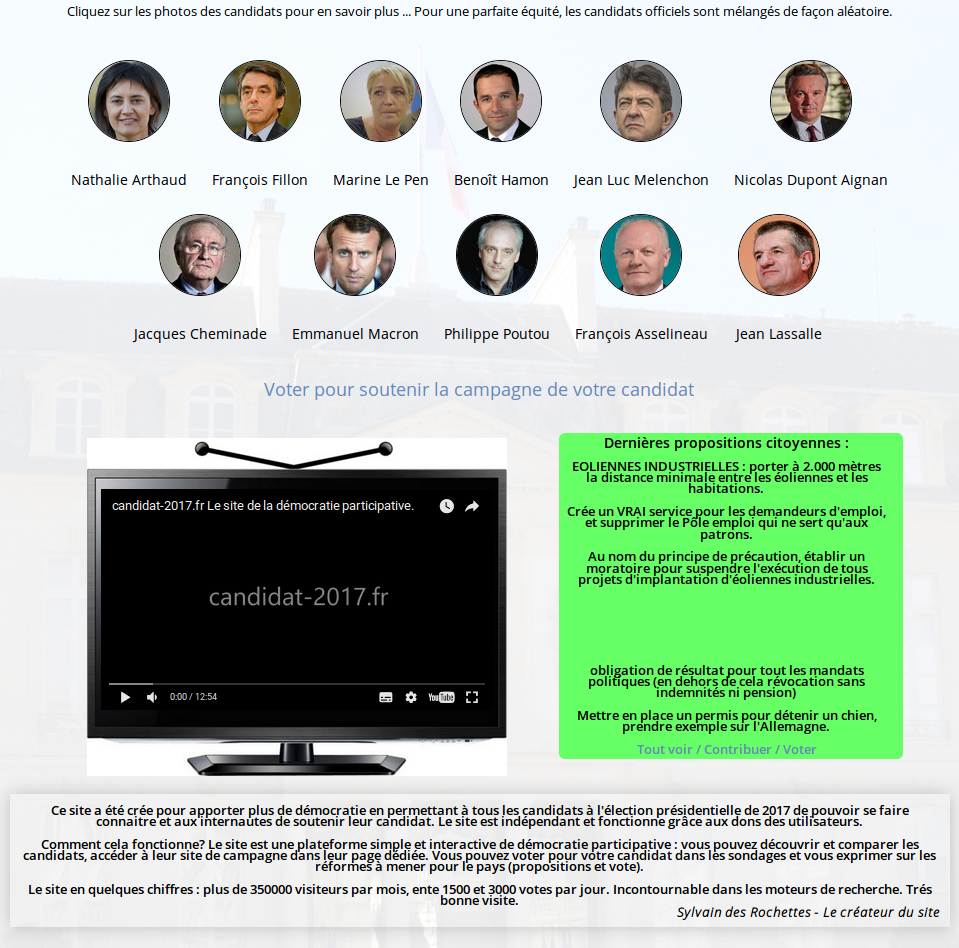 Cliquez sur les photos des candidats pour en savoir plus ... Pour une parfaite équité, les candidats officiels sont mélangés de façon aléatoire.
Nathalie Arthaud François Fillon Marine Le Pen Benoît Hamon Jean Luc Melenchon Nicolas Dupont Aignan
Jacques Cheminade Emmanuel Macron Philippe Poutou François Asselineau Jean Lassalle
Voter pour soutenir la campagne de votre candidat
candidat-2017.fr Le site de la démocratie participative.
candidat-2017.fr
0:00 / 12:54
YouTube
Dernières propositions citoyennes :
EOLIENNES INDUSTRIELLES : porter à 2.000 mètres
la distance minimale entre les éoliennes et les
habitations.
Crée un VRAI service pour les demandeurs d'emploi,
et supprimer le Pôle emploi qui ne sert qu'aux
patrons.
Au nom du principe de précaution, établir un
moratoire pour suspendre l'exécution de tous
projets d'implantation d'éoliennes industrielles.
obligation de résultat pour tout les mandats
politiques (en dehors de cela révocation sans
indemnités ni pension)
Mettre en place un permis pour détenir un chien,
prendre exemple sur l'Allemagne.
Tout voir / Contribuer / Voter
Ce site a été crée pour apporter plus de démocratie en permettant à tous les candidats à l'élection présidentielle de 2017 de pouvoir se faire
connaître et aux internautes de soutenir leur candidat. Le site est indépendant et fonctionne grâce aux dons des utilisateurs.
Comment cela fonctionne? Le site est une plateforme simple et interactive de démocratie participative : vous pouvez découvrir et comparer les
candidats, accéder à leur site de campagne dans leur page dédiée. Vous pouvez voter pour votre candidat dans les sondages et vous exprimer sur les
réformes à mener pour le pays (propositions et vote).
Le site en quelques chiffres : plus de 350000 visiteurs par mois, ente 1500 et 3000 votes par jour. Incontournable dans les moteurs de recherche. Trés
bonne visite.
Sylvain des Rochettes - Le créateur du site